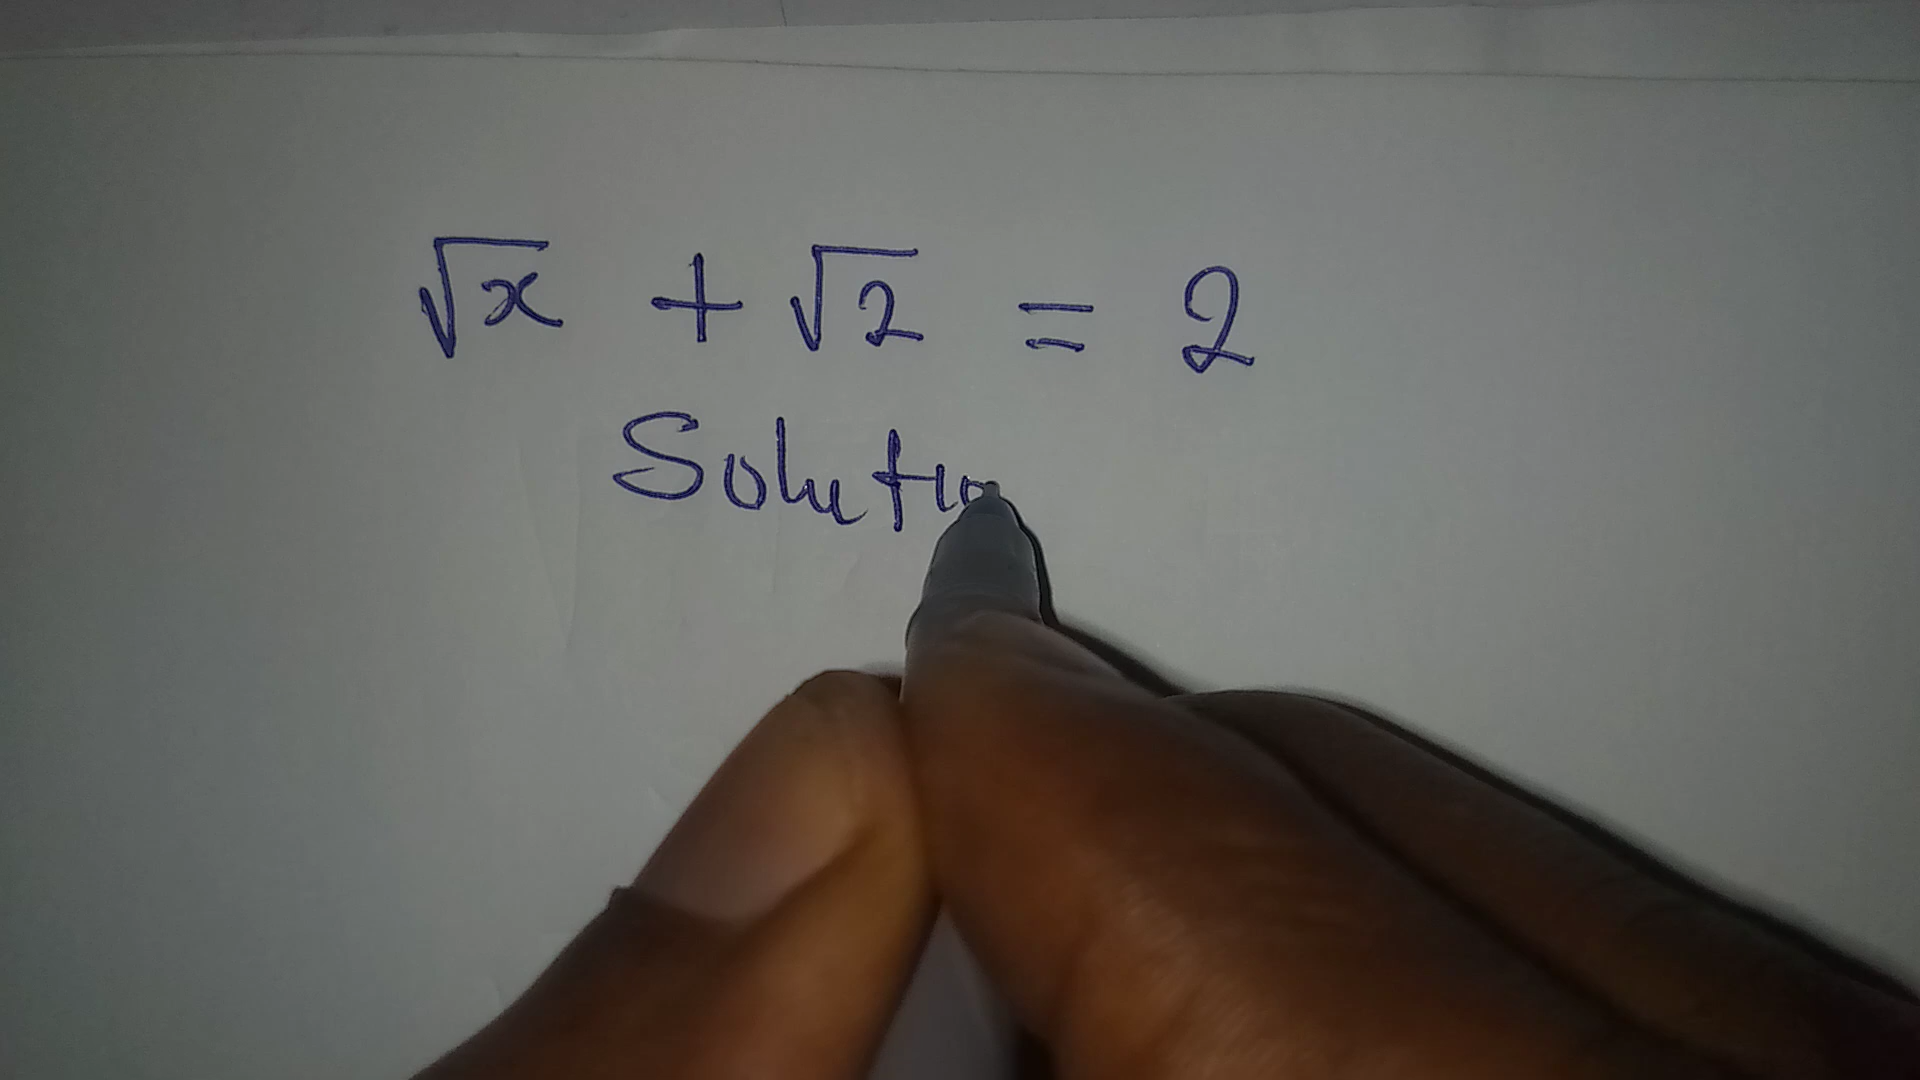 √x + √2 = 2
Solutio